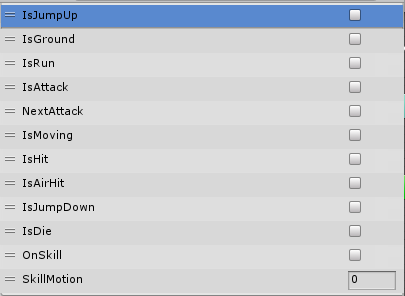 IsJumpUp
IsGround
IsRun
IsAttack
NextAttack
IsMoving
IsHit
IsAirHit
IsJumpDown
IsDie
OnSkill
SkillMotion 0